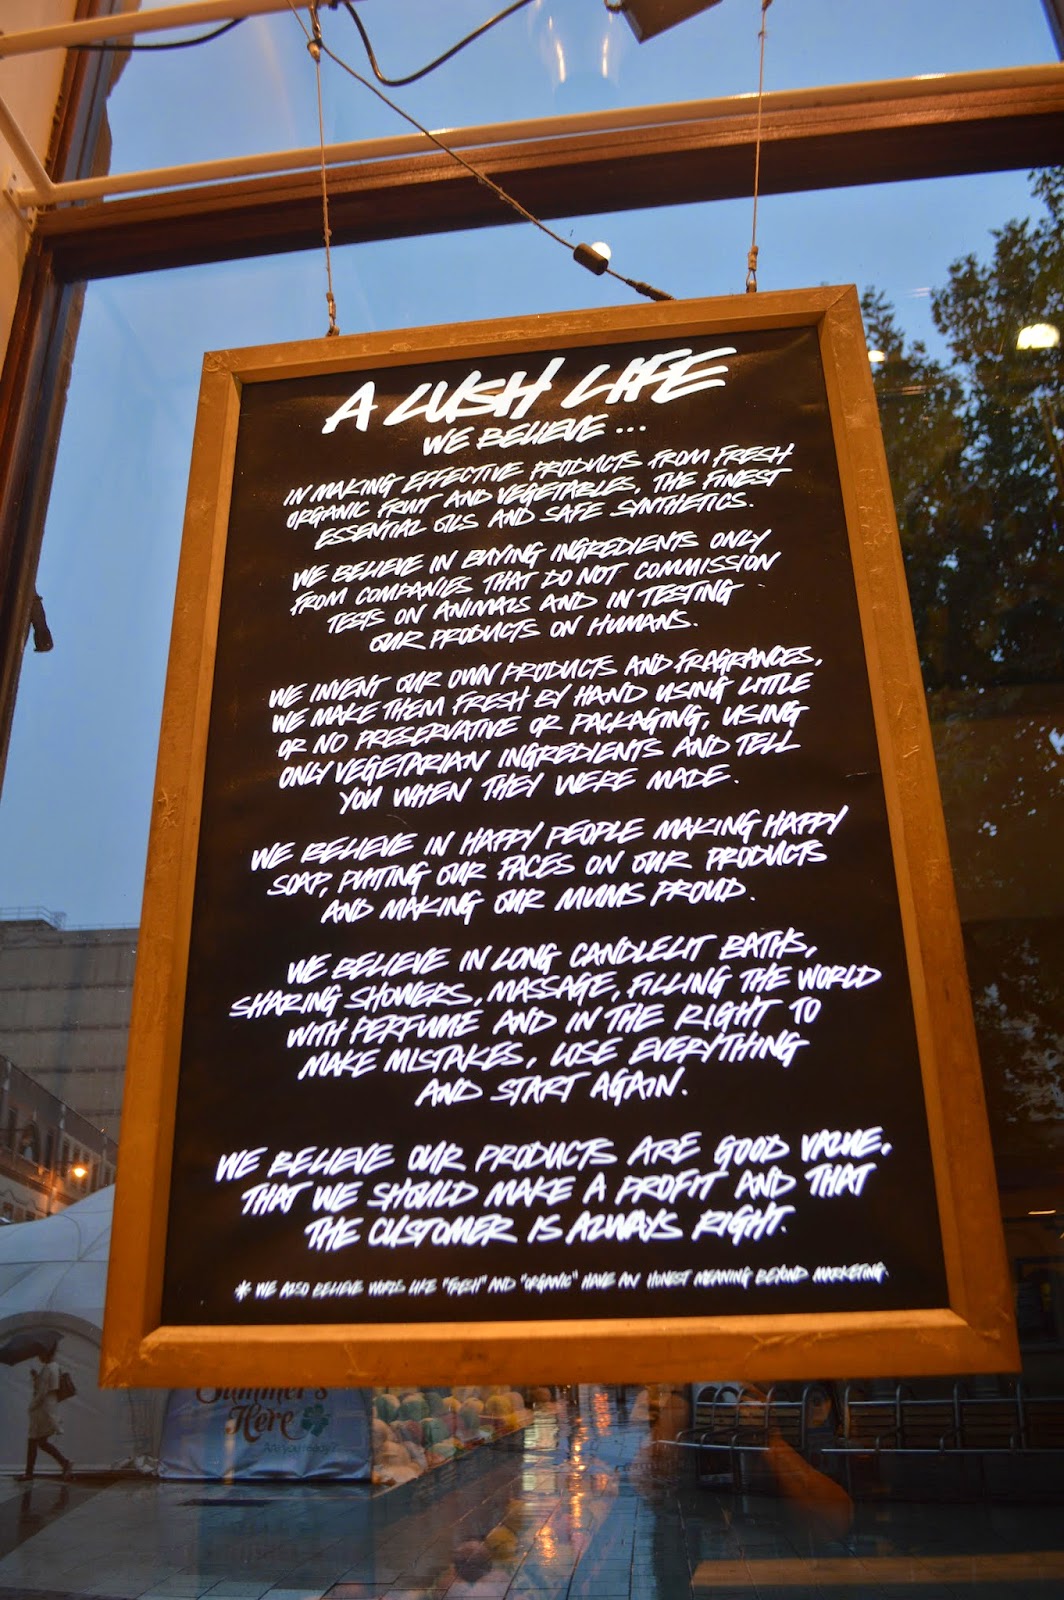 A LUSH LIFE
WE BELIEVE ...
IN MAKING EFFECTIVE PRODUCTS FROM FRESH
ORGANIC FRUIT AND VEGETABLES, THE FINEST
ESSENTIAL OILS AND SAFE SYNTHETICS.
WE BELIEVE IN BUYING INGREDIENTS ONLY
FROM COMPANIES THAT DO NOT COMMISSION
TESTS ON ANIMALS AND IN TESTING
OUR PRODUCTS ON HUMANS.
WE INVENT OUR OWN PRODUCTS AND FRAGRANCES,
WE MAKE THEM FRESH BY HAND USING LITTLE
OR NO PRESERVATIVE OR PACKAGING, USING
ONLY VEGETARIAN INGREDIENTS AND TELL
YOU WHEN THEY WERE MADE.
WE BELIEVE IN HAPPY PEOPLE MAKING HAPPY
SOAP, PUTTING OUR FACES ON OUR PRODUCTS
AND MAKING OUR MUMS PROUD.
WE BELIEVE IN LONG CANDLELIT BATHS,
SHARING SHOWERS, MASSAGE, FILLING THE WORLD
WITH PERFUME AND IN THE RIGHT TO
MAKE MISTAKES, LOSE EVERYTHING
AND START AGAIN.
WE BELIEVE OUR PRODUCTS ARE GOOD VALUE,
THAT WE SHOULD MAKE A PROFIT AND THAT
THE CUSTOMER IS ALWAYS RIGHT.
* WE ALSO BELIEVE WORDS LIKE "FRESH" AND "ORGANIC" HAVE AN HONEST MEANING BEYOND MARKETING.
Summer's
Here